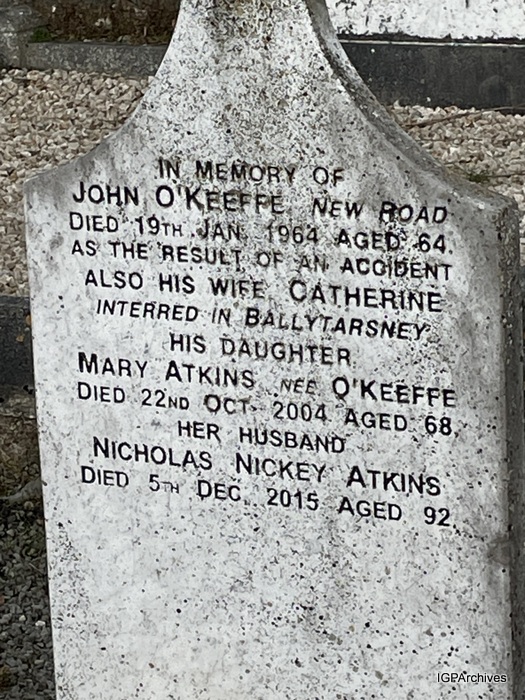 IN MEMORY OF
JOHN O'KEEFFE NEW ROAD
DIED 19TH JAN. 1964 AGED 64.
AS THE RESULT OF AN ACCIDENT
ALSO HIS WIFE CATHERINE
INTERRED IN BALLYTARSNEY
HIS DAUGHTER
MARY ATKINS NEE O'KEEFFE
DIED 22ND OCT. 2004 AGED 68.
HER HUSBAND
NICHOLAS NICKEY ATKINS
DIED 5TH DEC. 2015 AGED 92.
IGPArchives